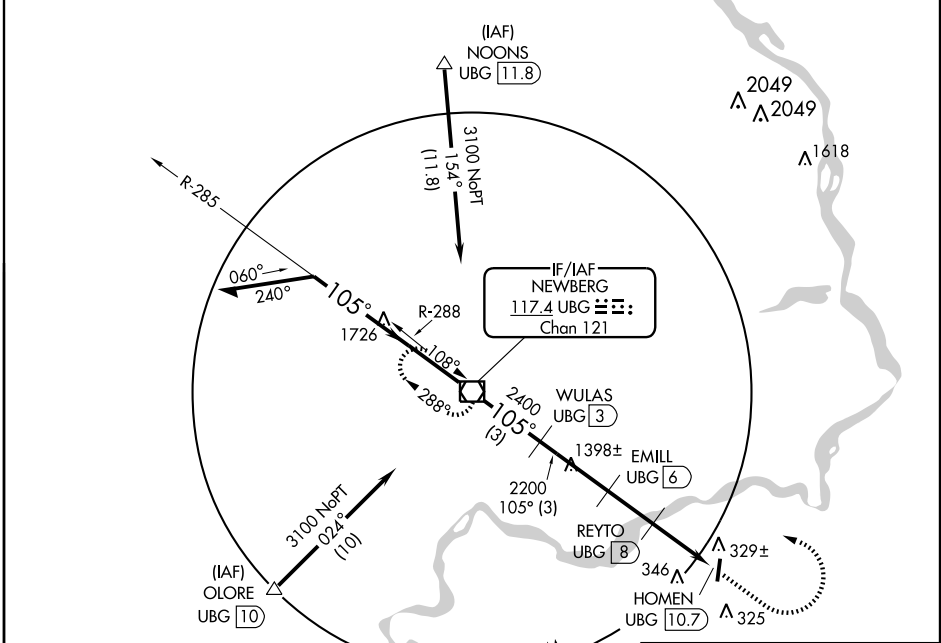 (IAF)
NOONS
UBG 11.8
2049
2049
1618
3100 NoPT
154°
(11.8)
R-285
060°
240°
105°
1726
R-288
108°
288°
IF/IAF
NEWBERG
117.4 UBG
Chan 121
2400
105°
(3)
WULAS
UBG 3
1398±
2200
105° (3)
EMILL
UBG 6
REYTO
UBG 8
3100 NoPT
024°
(10)
(IAF)
OLORE
UBG 10
346
329±
HOMEN
UBG 10.7
325